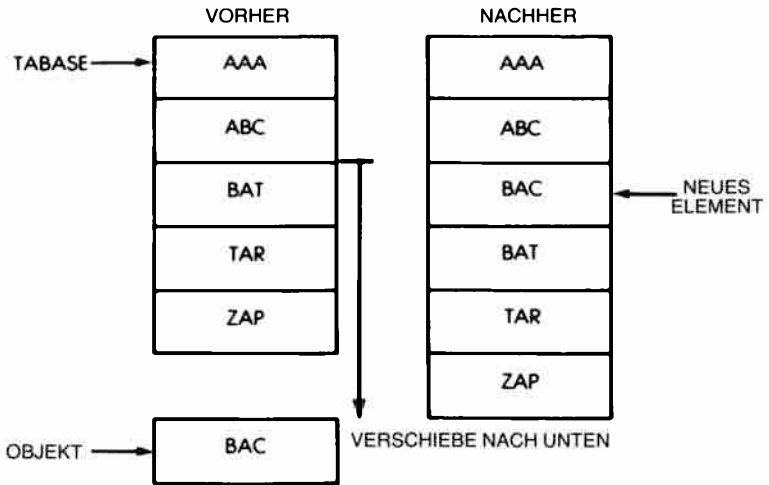 VORHER
NACHHER
TABASE
AAA
ABC
BAT
TAR
ZAP
AAA
ABC
BAC
BAT
TAR
ZAP
NEUES
ELEMENT
OBJEKT
BAC
VERSCHIEBE NACH UNTEN